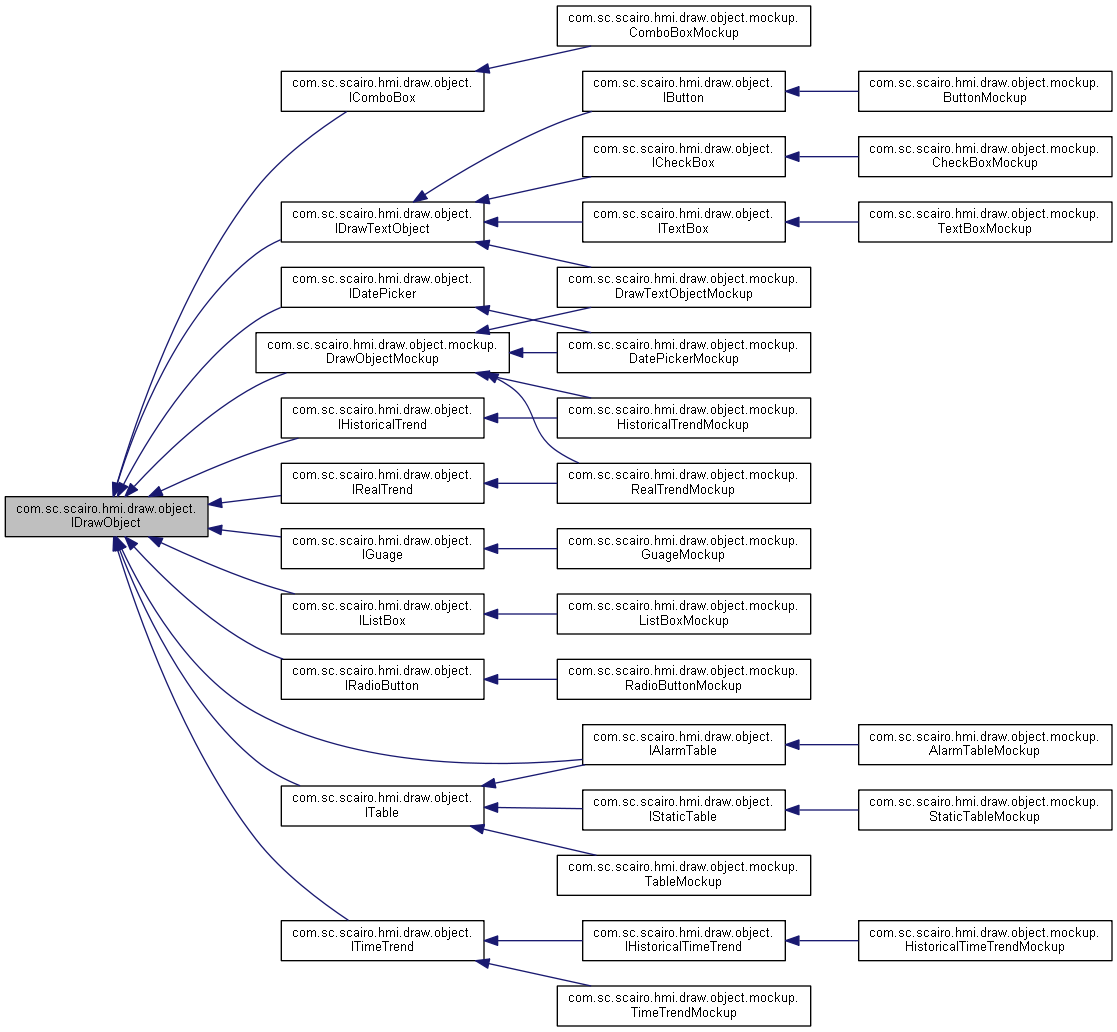 com.sc.scairo.hmi.draw.object.mockup.
ComboBoxMockup
com.sc.scairo.hmi.draw.object.
IComboBox
com.sc.scairo.hmi.draw.object.
IButton
com.sc.scairo.hmi.draw.object.mockup.
ButtonMockup
com.sc.scairo.hmi.draw.object.
ICheckBox
com.sc.scairo.hmi.draw.object.mockup.
CheckBoxMockup
com.sc.scairo.hmi.draw.object.
IDrawTextObject
com.sc.scairo.hmi.draw.object.
ITextBox
com.sc.scairo.hmi.draw.object.mockup.
TextBoxMockup
com.sc.scairo.hmi.draw.object.
IDatePicker
com.sc.scairo.hmi.draw.object.mockup.
DrawTextObjectMockup
com.sc.scairo.hmi.draw.object.mockup.
DrawObjectMockup
com.sc.scairo.hmi.draw.object.mockup.
DatePickerMockup
com.sc.scairo.hmi.draw.object.
IHistoricalTrend
com.sc.scairo.hmi.draw.object.mockup.
HistoricalTrendMockup
com.sc.scairo.hmi.draw.object.
IRealTrend
com.sc.scairo.hmi.draw.object.mockup.
RealTrendMockup
com.sc.scairo.hmi.draw.object.
IDrawObject
com.sc.scairo.hmi.draw.object.
IGuage
com.sc.scairo.hmi.draw.object.mockup.
GuageMockup
com.sc.scairo.hmi.draw.object.
IListBox
com.sc.scairo.hmi.draw.object.mockup.
ListBoxMockup
com.sc.scairo.hmi.draw.object.
IRadioButton
com.sc.scairo.hmi.draw.object.mockup.
RadioButtonMockup
com.sc.scairo.hmi.draw.object.
IAlarmTable
com.sc.scairo.hmi.draw.object.mockup.
AlarmTableMockup
com.sc.scairo.hmi.draw.object.
ITable
com.sc.scairo.hmi.draw.object.
IStaticTable
com.sc.scairo.hmi.draw.object.mockup.
StaticTableMockup
com.sc.scairo.hmi.draw.object.mockup.
TableMockup
com.sc.scairo.hmi.draw.object.
ITimeTrend
com.sc.scairo.hmi.draw.object.
IHistoricalTimeTrend
com.sc.scairo.hmi.draw.object.mockup.
HistoricalTimeTrendMockup
com.sc.scairo.hmi.draw.object.mockup.
TimeTrendMockup